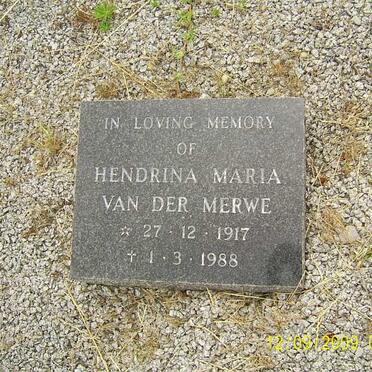 IN LOVING MEMORY
OF
HENDRINA MARIA
VAN DER MERWE
☆ 27 · 12 · 1917
✝ 1 · 3 · 1988